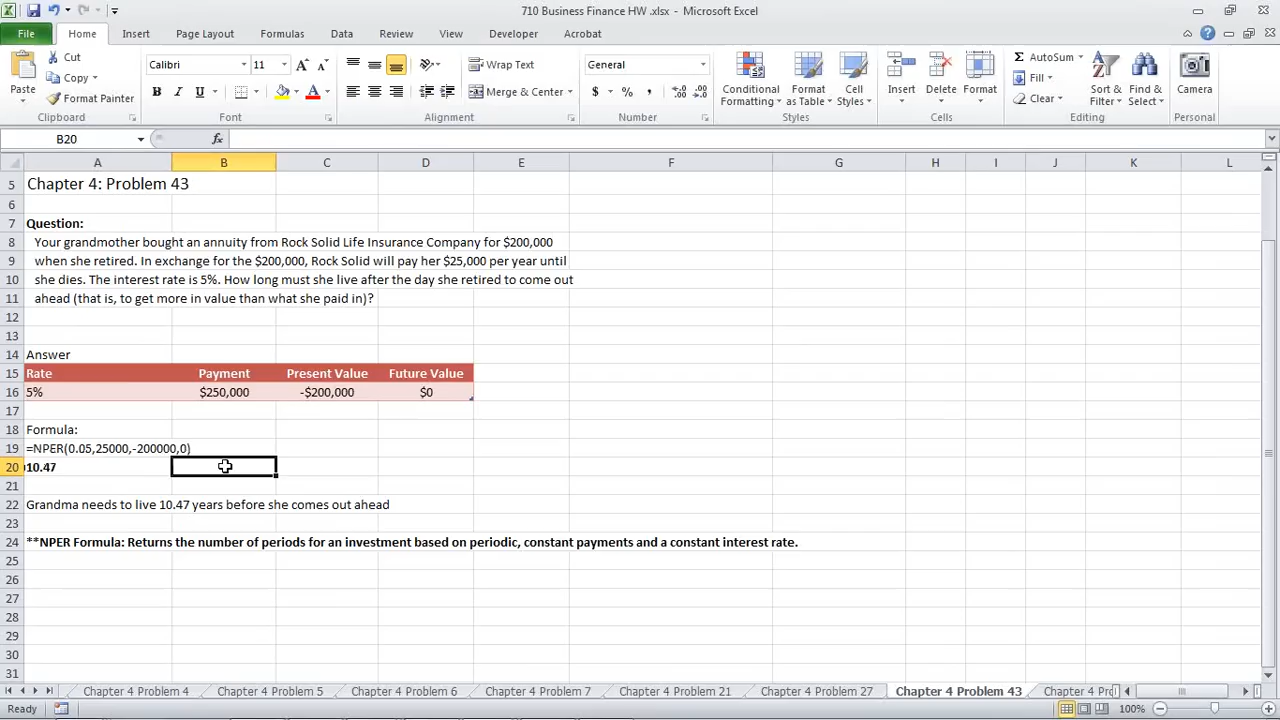 710 Business Finance HW .xlsx - Microsoft Excel
File Home Insert Page Layout Formulas Data Review View Developer Acrobat
Cut
Copy
Format Painter
Paste
Clipboard
Calibri 11
Font
Wrap Text
Merge & Center
Alignment
General
$ % ,
Number
Conditional Formatting
Format as Table
Cell Styles
Styles
Insert Delete Format
Cells
AutoSum
Fill
Clear
Sort & Filter
Find & Select
Editing
Camera
Personal
B20 fx
A B C D E F G H I J K L
5 Chapter 4: Problem 43
6
7 Question:
8 Your grandmother bought an annuity from Rock Solid Life Insurance Company for $200,000
9 when she retired. In exchange for the $200,000, Rock Solid will pay her $25,000 per year until
10 she dies. The interest rate is 5%. How long must she live after the day she retired to come out
11 ahead (that is, to get more in value than what she paid in)?
12
13
14 Answer
15 Rate Payment Present Value Future Value
16 5% $250,000 -$200,000 $0
17
18 Formula:
19 =NPER(0.05,25000,-200000,0)
20 10.47
21
22 Grandma needs to live 10.47 years before she comes out ahead
23
24 **NPER Formula: Returns the number of periods for an investment based on periodic, constant payments and a constant interest rate.
25
26
27
28
29
30
31
Chapter 4 Problem 4 Chapter 4 Problem 5 Chapter 4 Problem 6 Chapter 4 Problem 7 Chapter 4 Problem 21 Chapter 4 Problem 27 Chapter 4 Problem 43 Chapter 4 Pro
Ready 100%